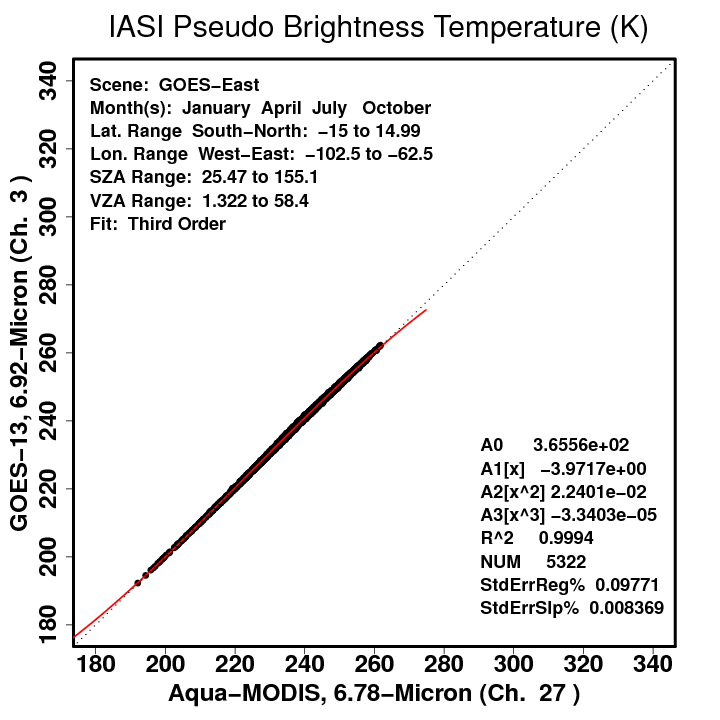 IASI Pseudo Brightness Temperature (K)
Scene: GOES−East
Month(s): January April July October
Lat. Range South−North: −15 to 14.99
Lon. Range West−East: −102.5 to −62.5
SZA Range: 25.47 to 155.1
VZA Range: 1.322 to 58.4
Fit: Third Order
GOES−13, 6.92−Micron (Ch. 3 )
340
320
300
280
260
240
220
200
180
A0 3.6556e+02
A1[x] −3.9717e+00
A2[x^2] 2.2401e−02
A3[x^3] −3.3403e−05
R^2 0.9994
NUM 5322
StdErrReg% 0.09771
StdErrSlp% 0.008369
180 200 220 240 260 280 300 320 340
Aqua−MODIS, 6.78−Micron (Ch. 27 )